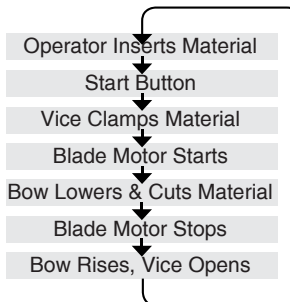 Operator Inserts Material
Start Button
Vice Clamps Material
Blade Motor Starts
Bow Lowers & Cuts Material
Blade Motor Stops
Bow Rises, Vice Opens